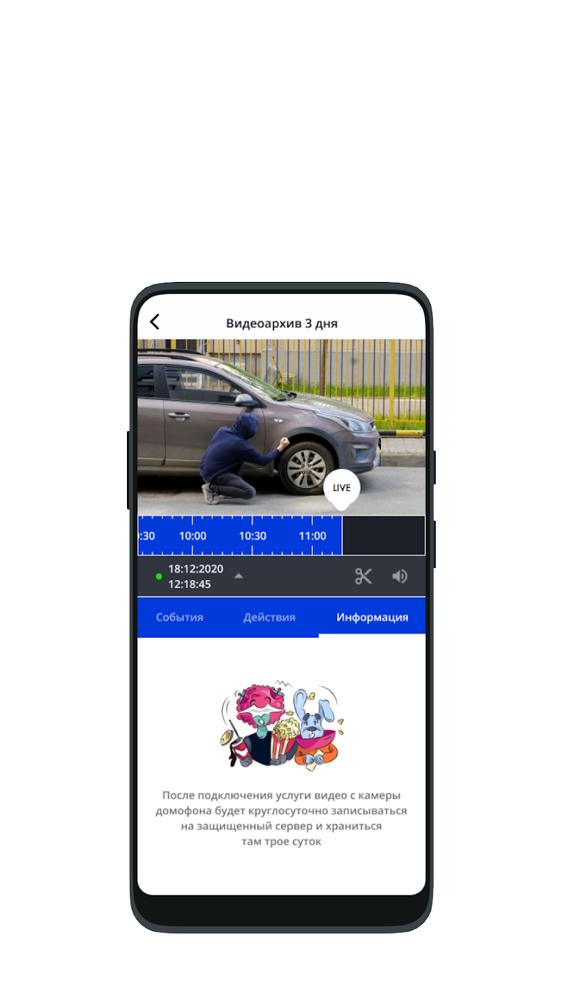 Видеоархив 3 дня
LIVE
:30 10:00 10:30 11:00
18:12:2020
12:18:45
События Действия Информация
После подключения услуги видео с камеры
домофона будет круглосуточно записываться
на защищенный сервер и храниться
там трое суток